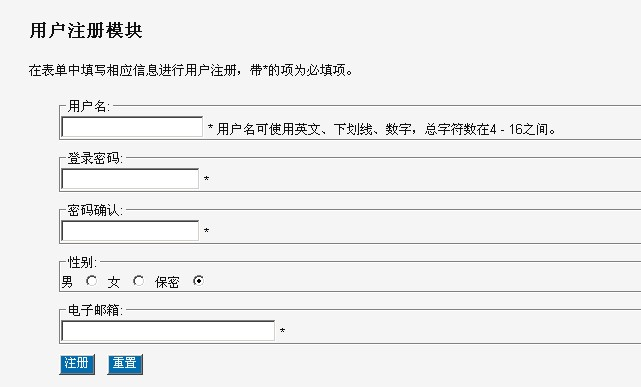 用户注册模块
在表单中填写相应信息进行用户注册，带*的项为必填项。
用户名:
* 用户名可使用英文、下划线、数字，总字符数在4 - 16之间。
登录密码:
*
密码确认:
*
性别:
男 女 保密
电子邮箱:
*
注册 重置